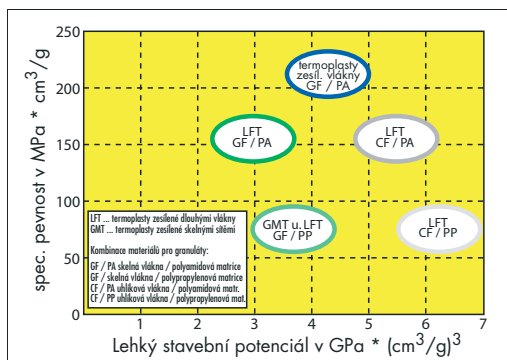 spec. pevnost v MPa * cm³/g
250
200
150
100
50
0
termoplasty
zesil. vlákny
GF / PA
LFT
GF / PA
LFT
CF / PA
GMT u. LFT
GF / PP
LFT
CF / PP
LFT ... termoplasty zesílené dlouhými vlákny
GMT ... termoplasty zesílené skelnými sítěmi
Kombinace materiálů pro granuláty:
GF / PA skelná vlákna / polyamidová matrice
GF / skelná vlákna / polypropylenová matrice
CF / PA uhlíková vlákna / polyamidová matr.
CF / PP uhlíková vlákna / polypropylenová mat.
1 2 3 4 5 6 7
Lehký stavební potenciál v GPa * (cm³/g)³